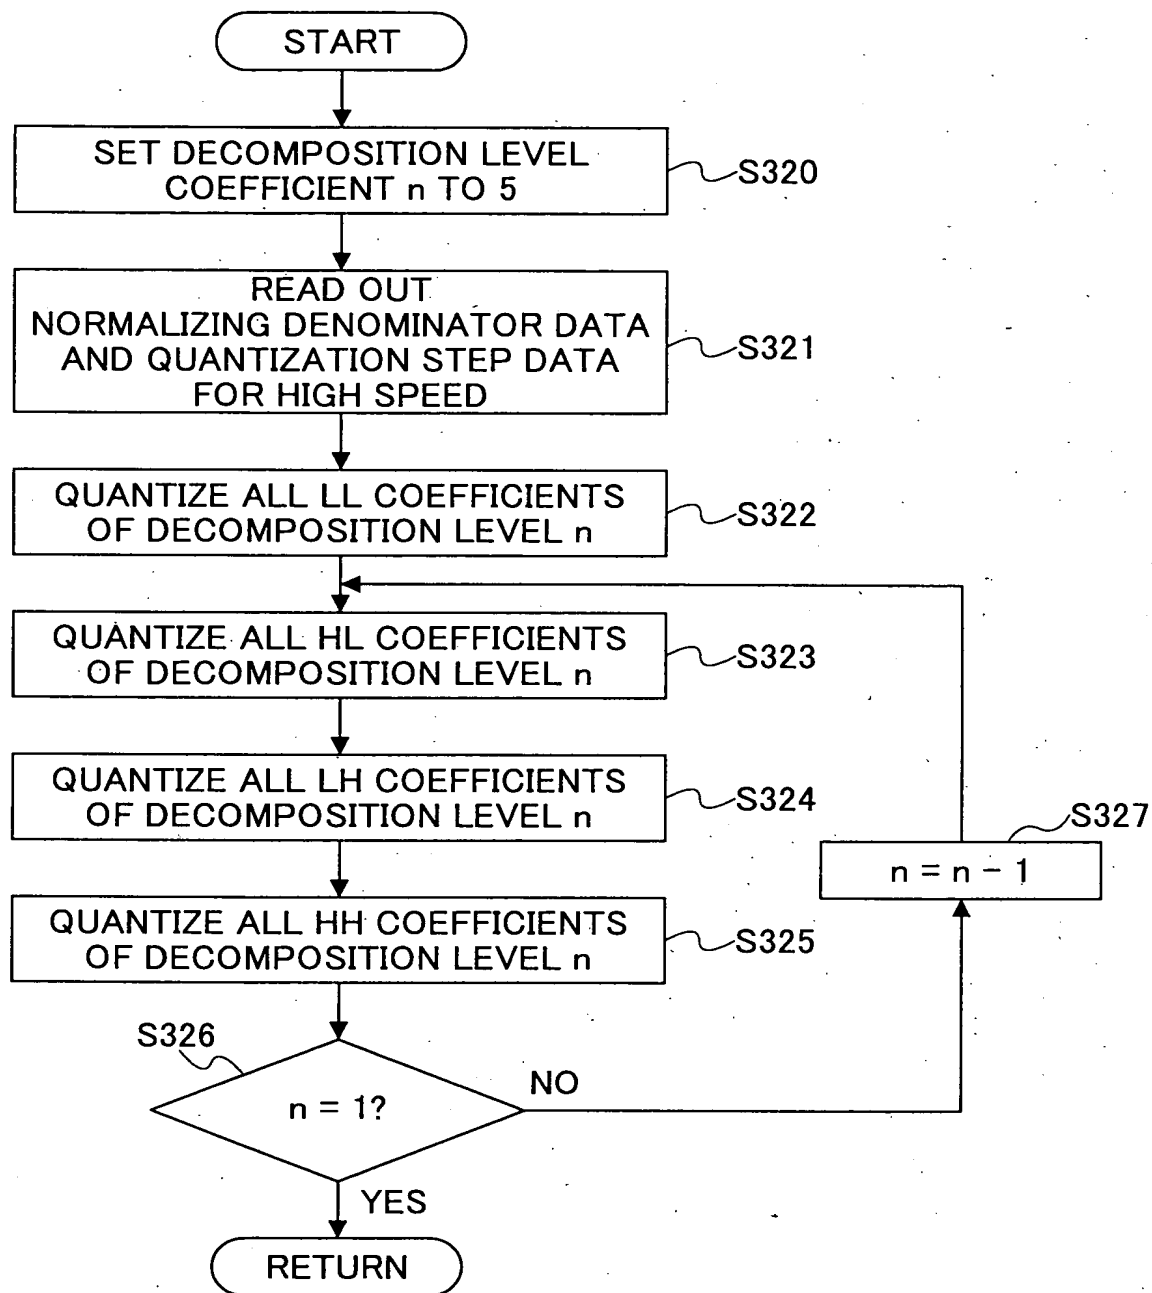 START
SET DECOMPOSITION LEVEL
COEFFICIENT n TO 5
S320
READ OUT
NORMALIZING DENOMINATOR DATA
AND QUANTIZATION STEP DATA
FOR HIGH SPEED
S321
QUANTIZE ALL LL COEFFICIENTS
OF DECOMPOSITION LEVEL n
S322
QUANTIZE ALL HL COEFFICIENTS
OF DECOMPOSITION LEVEL n
S323
QUANTIZE ALL LH COEFFICIENTS
OF DECOMPOSITION LEVEL n
S324
S327
n = n - 1
QUANTIZE ALL HH COEFFICIENTS
OF DECOMPOSITION LEVEL n
S325
S326
n = 1?
NO
YES
RETURN